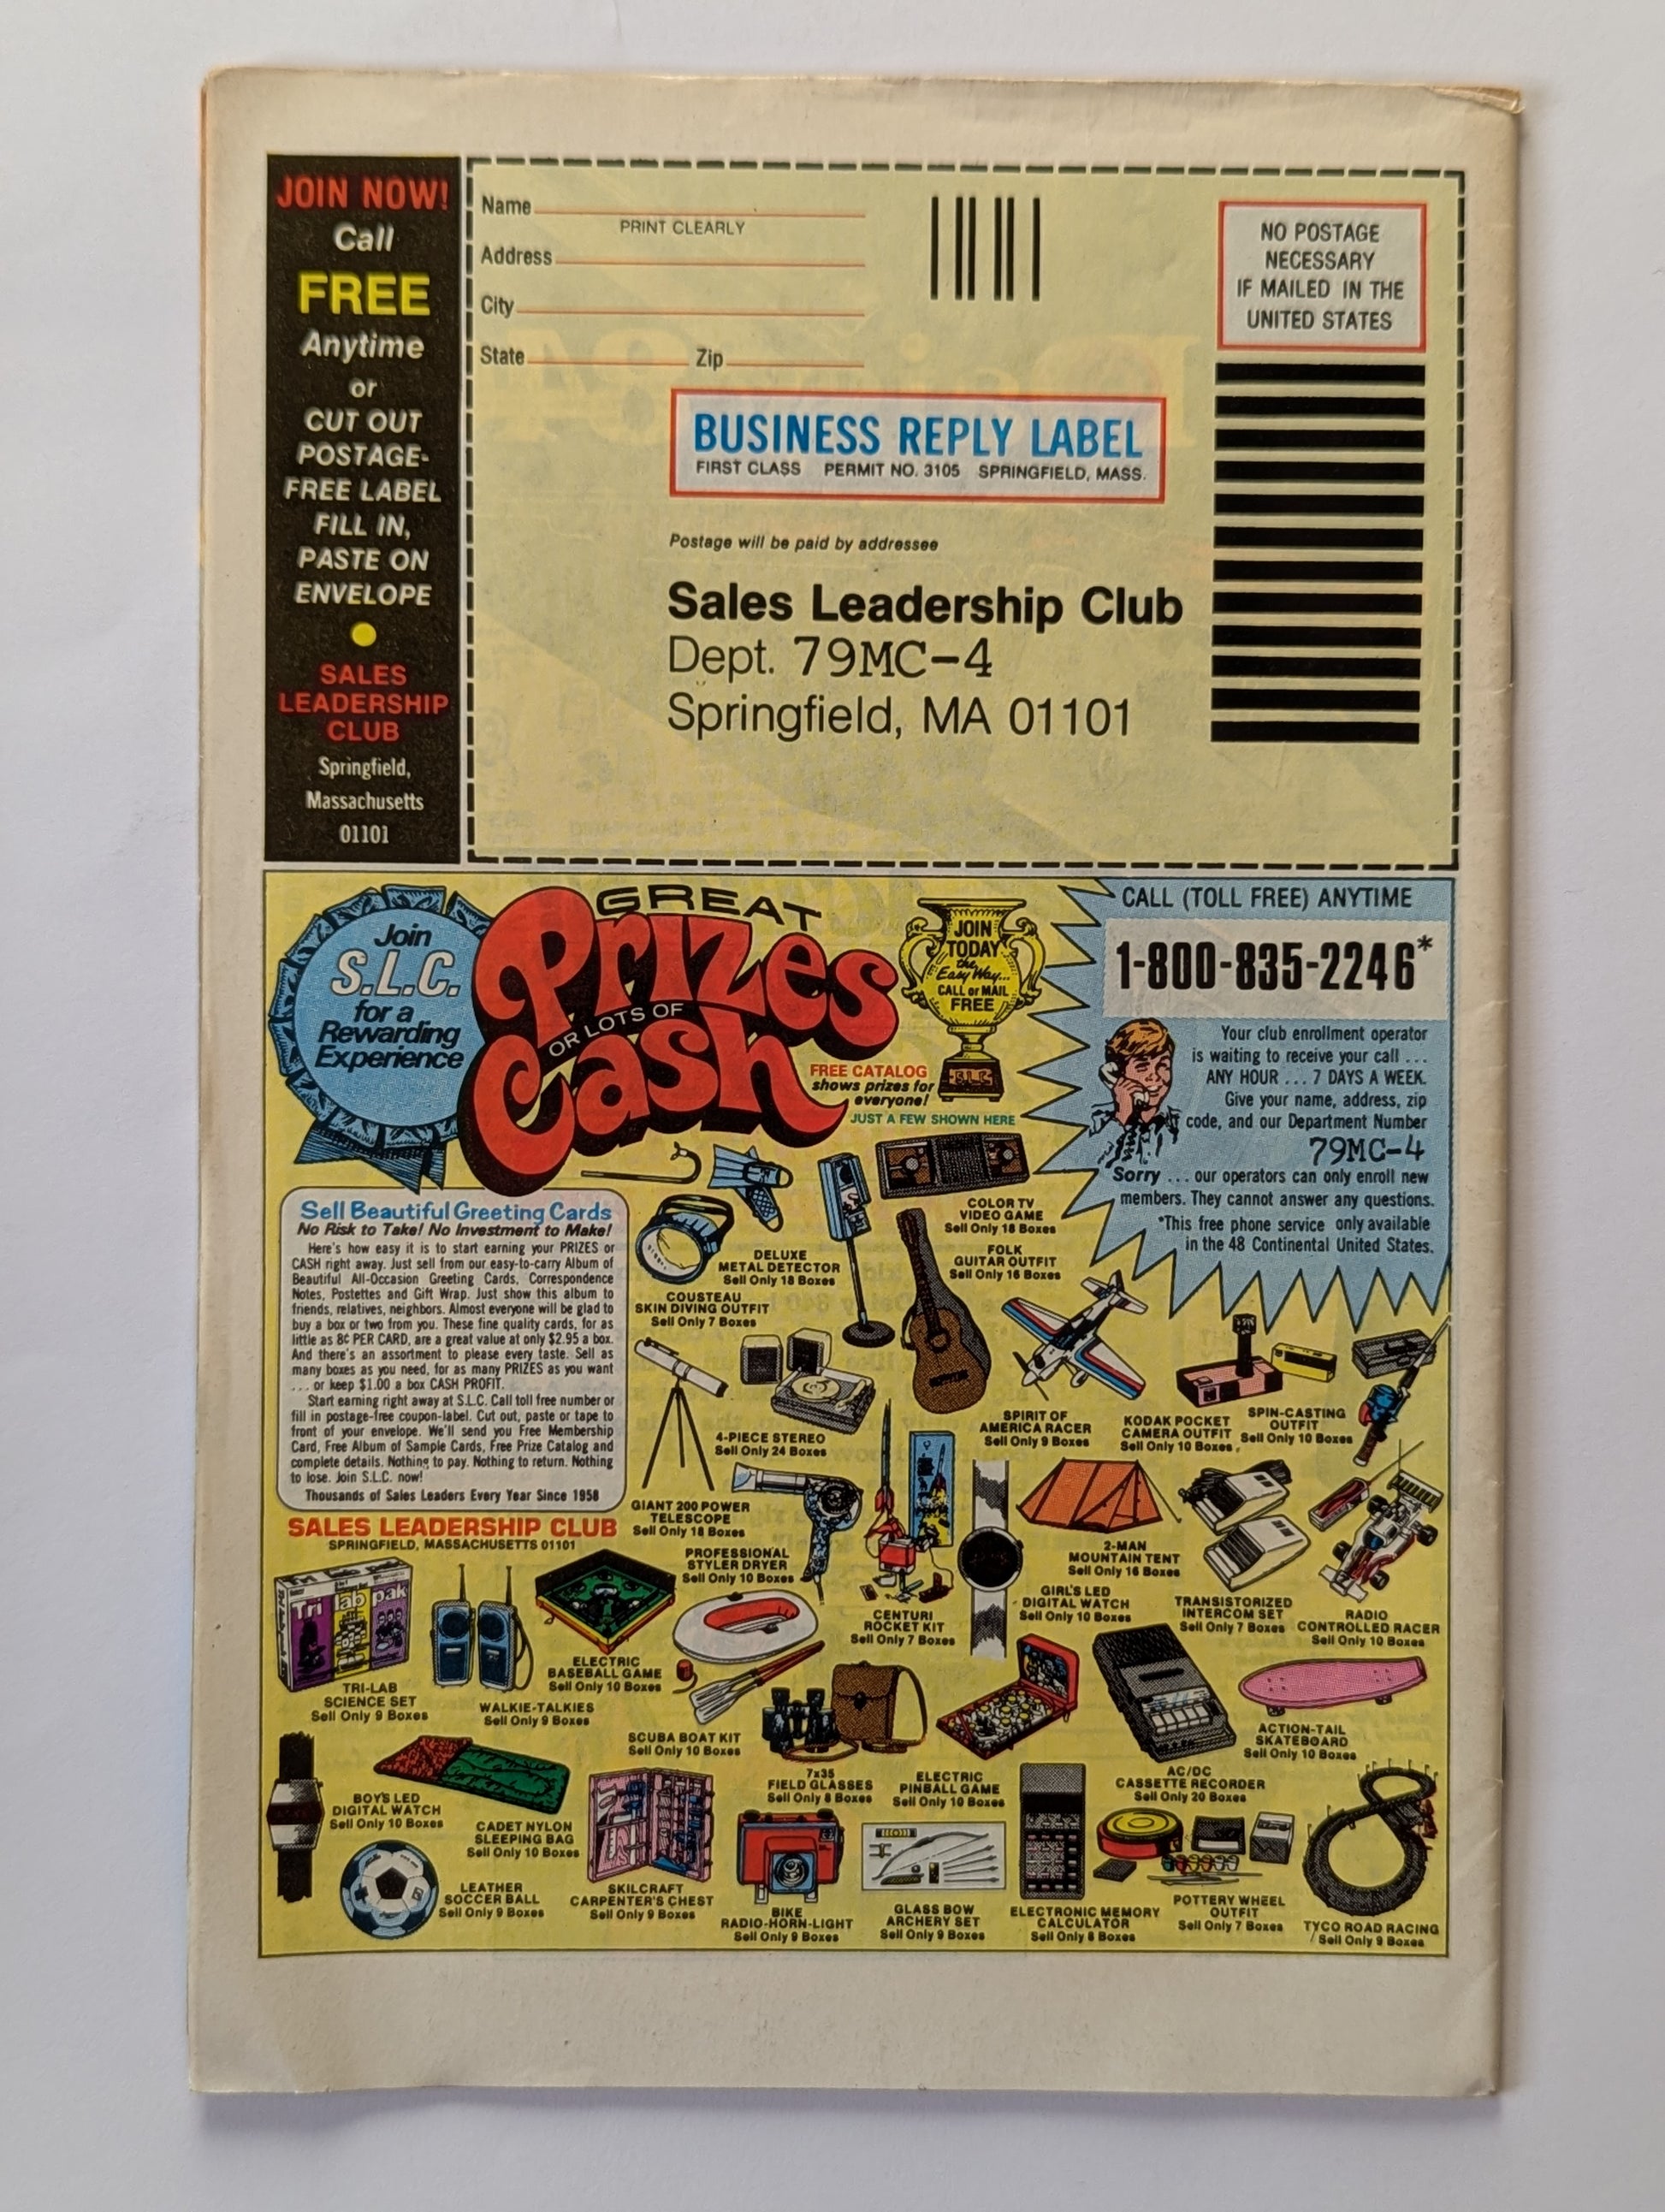 JOIN NOW!
Call
FREE
Anytime
or
CUT OUT
POSTAGE-
FREE LABEL
FILL IN,
PASTE ON
ENVELOPE
SALES
LEADERSHIP
CLUB
Springfield,
Massachusetts
01101
Name
PRINT CLEARLY
Address
City
State Zip
NO POSTAGE
NECESSARY
IF MAILED IN THE
UNITED STATES
BUSINESS REPLY LABEL
FIRST CLASS PERMIT NO. 3105 SPRINGFIELD, MASS.
Postage will be paid by addressee
Sales Leadership Club
Dept. 79MC-4
Springfield, MA 01101
Join
S.L.C.
for a
Rewarding
Experience
GREAT
Prizes
OR LOTS OF
Cash
JOIN
TODAY
the
Easy Way...
CALL or MAIL
FREE
S.L.C.
FREE CATALOG
shows prizes for
everyone!
JUST A FEW SHOWN HERE
CALL (TOLL FREE) ANYTIME
1-800-835-2246*
Your club enrollment operator
is waiting to receive your call ...
ANY HOUR ... 7 DAYS A WEEK.
Give your name, address, zip
code, and our Department Number
79MC-4
Sorry ... our operators can only enroll new
members. They cannot answer any questions.
*This free phone service only available
in the 48 Continental United States.
Sell Beautiful Greeting Cards
No Risk to Take! No Investment to Make!
Here's how easy it is to start earning your PRIZES or
CASH right away. Just sell from our easy-to-carry Album of
Beautiful All-Occasion Greeting Cards, Correspondence
Notes, Postettes and Gift Wrap. Just show this album to
friends, relatives, neighbors. Almost everyone will be glad to
buy a box or two from you. These fine quality cards, for as
little as 8¢ PER CARD, are a great value at only $2.95 a box.
And there's an assortment to please every taste. Sell as
many boxes as you need, for as many PRIZES as you want
... or keep $1.00 a box CASH PROFIT.
Start earning right away at S.L.C. Call toll free number or
fill in postage-free coupon-label. Cut out, paste or tape to
front of your envelope. We'll send you Free Membership
Card, Free Album of Sample Cards, Free Prize Catalog and
complete details. Nothing to pay. Nothing to return. Nothing
to lose. Join S.L.C. now!
Thousands of Sales Leaders Every Year Since 1958
SALES LEADERSHIP CLUB
SPRINGFIELD, MASSACHUSETTS 01101
COLOR TV
VIDEO GAME
Sell Only 18 Boxes
DELUXE
METAL DETECTOR
Sell Only 18 Boxes
FOLK
GUITAR OUTFIT
Sell Only 16 Boxes
COUSTEAU
SKIN DIVING OUTFIT
Sell Only 7 Boxes
4-PIECE STEREO
Sell Only 24 Boxes
SPIRIT OF
AMERICA RACER
Sell Only 9 Boxes
KODAK POCKET
CAMERA OUTFIT
Sell Only 10 Boxes
SPIN-CASTING
OUTFIT
Sell Only 10 Boxes
GIANT 200 POWER
TELESCOPE
Sell Only 18 Boxes
PROFESSIONAL
STYLER DRYER
Sell Only 10 Boxes
2-MAN
MOUNTAIN TENT
Sell Only 16 Boxes
CENTURI
ROCKET KIT
Sell Only 7 Boxes
GIRL'S LED
DIGITAL WATCH
Sell Only 10 Boxes
TRANSISTORIZED
INTERCOM SET
Sell Only 7 Boxes
RADIO
CONTROLLED RACER
Sell Only 10 Boxes
Tri lab pak
TRI-LAB
SCIENCE SET
Sell Only 9 Boxes
WALKIE-TALKIES
Sell Only 9 Boxes
ELECTRIC
BASEBALL GAME
Sell Only 10 Boxes
SCUBA BOAT KIT
Sell Only 10 Boxes
7x35
FIELD GLASSES
Sell Only 8 Boxes
ELECTRIC
PINBALL GAME
Sell Only 10 Boxes
AC/DC
CASSETTE RECORDER
Sell Only 20 Boxes
ACTION-TAIL
SKATEBOARD
Sell Only 10 Boxes
BOY'S LED
DIGITAL WATCH
Sell Only 10 Boxes
CADET NYLON
SLEEPING BAG
Sell Only 10 Boxes
LEATHER
SOCCER BALL
Sell Only 9 Boxes
SKILCRAFT
CARPENTER'S CHEST
Sell Only 9 Boxes
BIKE
RADIO-HORN-LIGHT
Sell Only 9 Boxes
GLASS BOW
ARCHERY SET
Sell Only 9 Boxes
ELECTRONIC MEMORY
CALCULATOR
Sell Only 8 Boxes
POTTERY WHEEL
OUTFIT
Sell Only 7 Boxes
TYCO ROAD RACING
Sell Only 9 Boxes